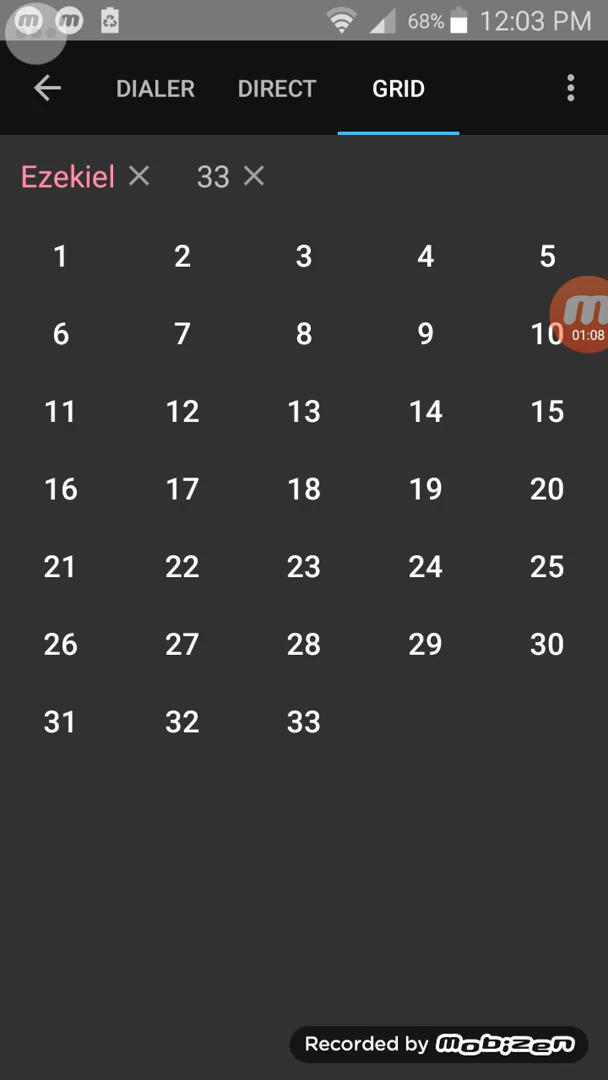 68% 12:03 PM
DIALER DIRECT GRID
Ezekiel 33
1 2 3 4 5
6 7 8 9 10
01:08
11 12 13 14 15
16 17 18 19 20
21 22 23 24 25
26 27 28 29 30
31 32 33
Recorded by mobizen